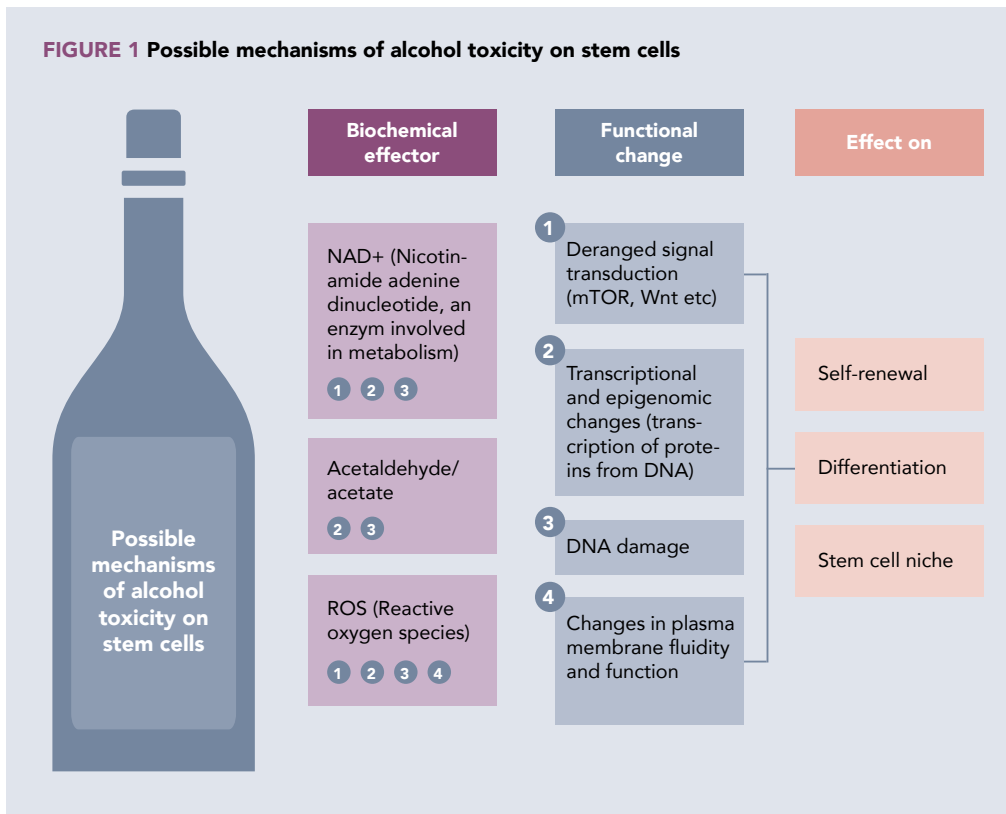 FIGURE 1 Possible mechanisms of alcohol toxicity on stem cells
Possible
mechanisms
of alcohol
toxicity on
stem cells
Biochemical
effector
NAD+ (Nicotin-
amide adenine
dinucleotide, an
enzym involved
in metabolism)
1 2 3
Acetaldehyde/
acetate
2 3
ROS (Reactive
oxygen species)
1 2 3 4
Functional
change
1
Deranged signal
transduction
(mTOR, Wnt etc)
2
Transcriptional
and epigenomic
changes (trans-
cription of prote-
ins from DNA)
3
DNA damage
4
Changes in plasma
membrane fluidity
and function
Effect on
Self-renewal
Differentiation
Stem cell niche